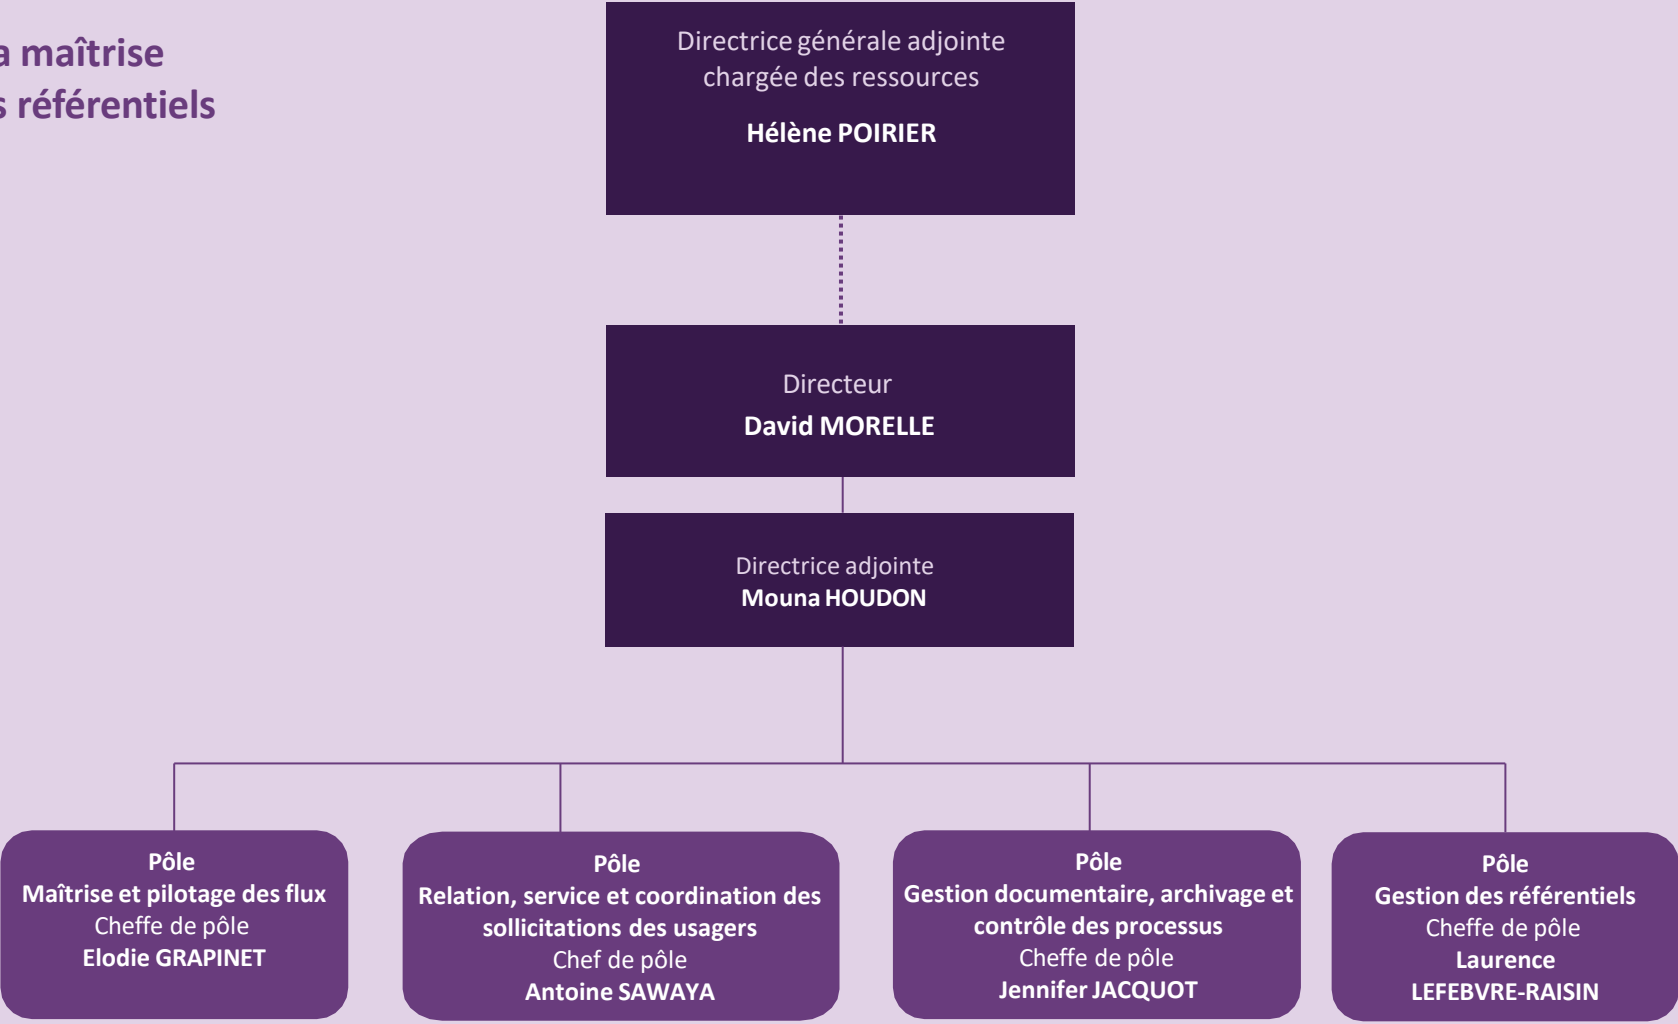 a maîtrise
s référentiels
Directrice générale adjointe
chargée des ressources
Hélène POIRIER
Directeur
David MORELLE
Directrice adjointe
Mouna HOUDON
Pôle
Maîtrise et pilotage des flux
Cheffe de pôle
Elodie GRAPINET
Pôle
Relation, service et coordination des
sollicitations des usagers
Chef de pôle
Antoine SAWAYA
Pôle
Gestion documentaire, archivage et
contrôle des processus
Cheffe de pôle
Jennifer JACQUOT
Pôle
Gestion des référentiels
Cheffe de pôle
Laurence
LEFEBVRE-RAISIN